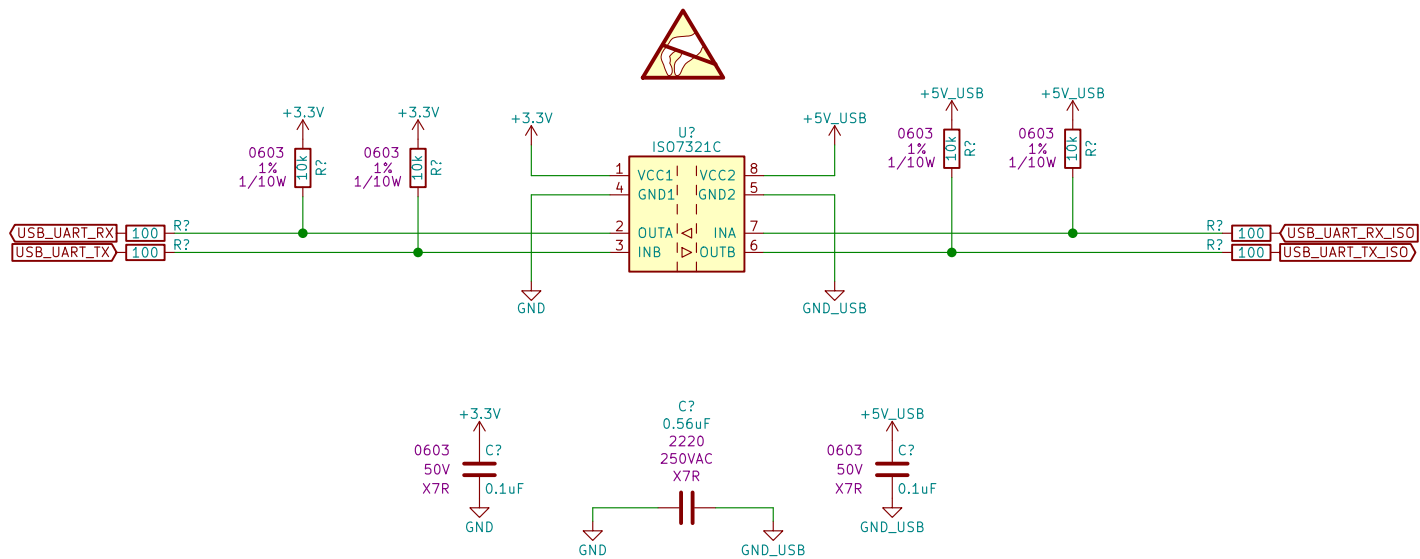 +3.3V
0603
1%
1/10W
10k
R?
+3.3V
0603
1%
1/10W
10k
R?
+3.3V
U?
ISO7321C
+5V_USB
+5V_USB
0603
1%
1/10W
10k
R?
+5V_USB
0603
1%
1/10W
10k
R?
1 VCC1 VCC2 8
4 GND1 GND2 5
USB_UART_RX 100 R? 2 OUTA INA 7 R? 100 USB_UART_RX_ISO
USB_UART_TX 100 R? 3 INB OUTB 6 R? 100 USB_UART_TX_ISO
GND
GND_USB
+3.3V
0603
50V
X7R
C?
0.1uF
GND
C?
0.56uF
2220
250VAC
X7R
GND
GND_USB
+5V_USB
0603
50V
X7R
C?
0.1uF
GND_USB